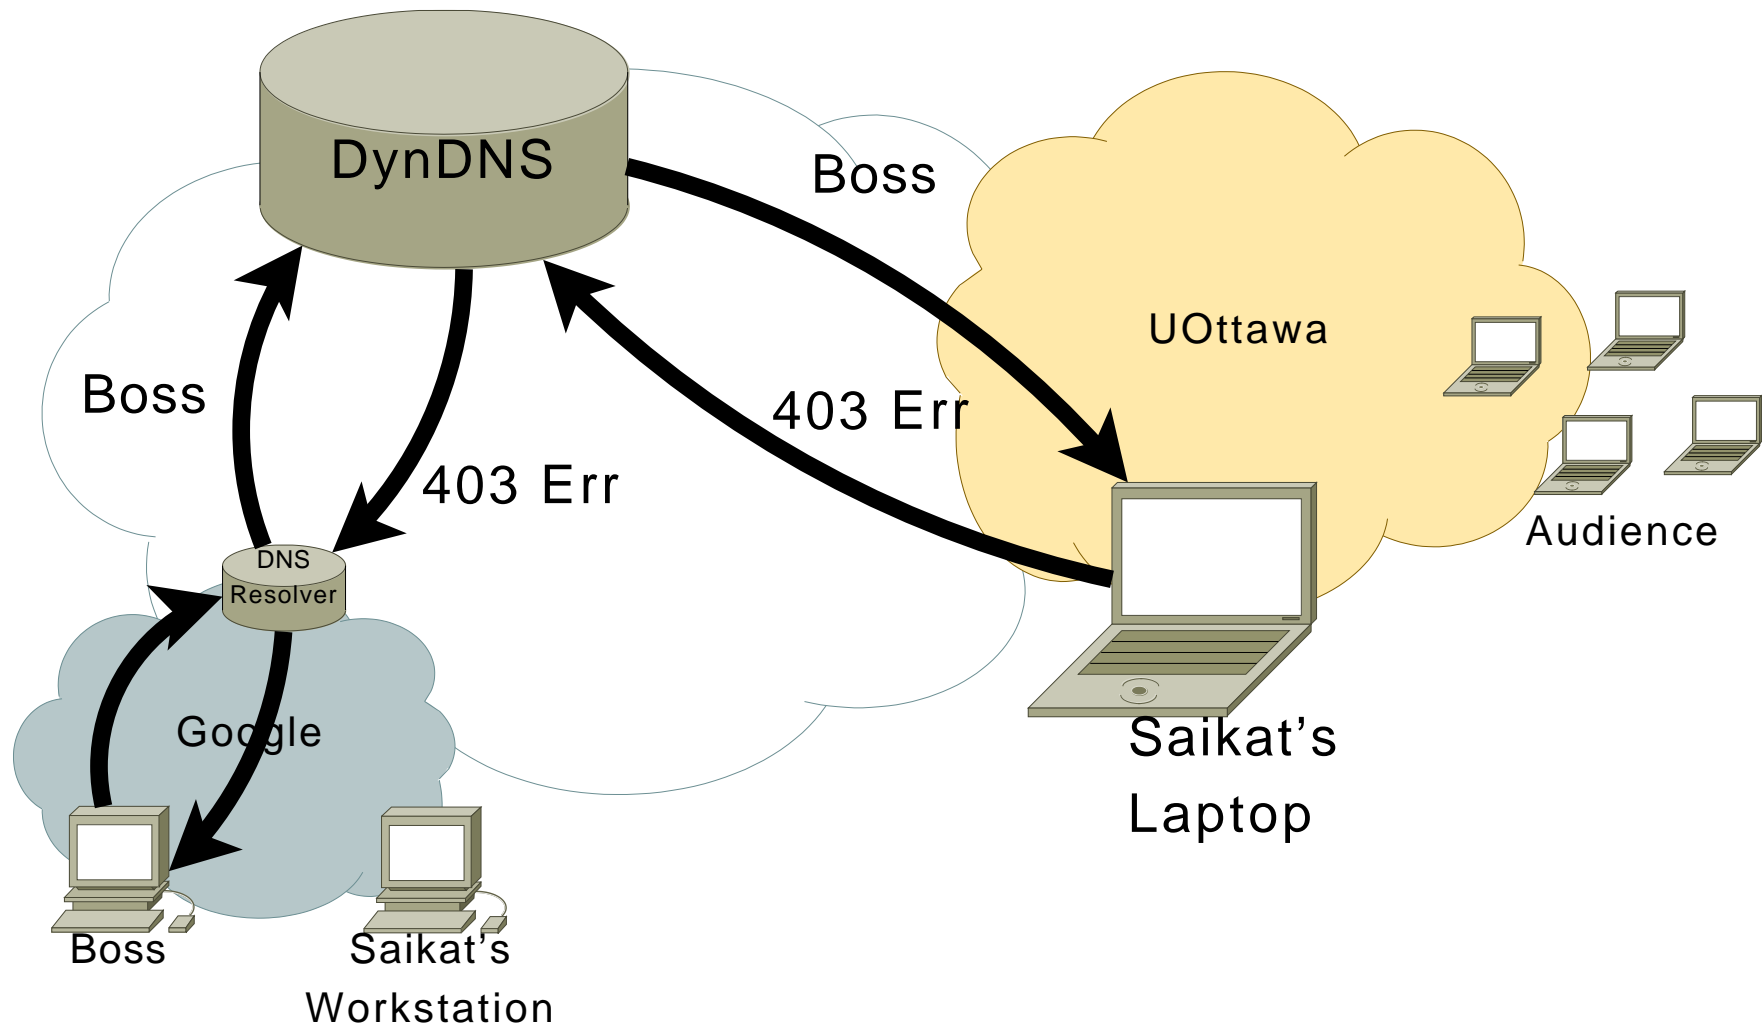 DynDNS
Boss
UOttawa
Boss
403 Err
403 Err
Audience
DNS
Resolver
Google
Saikat’s
Laptop
Boss
Saikat’s
Workstation